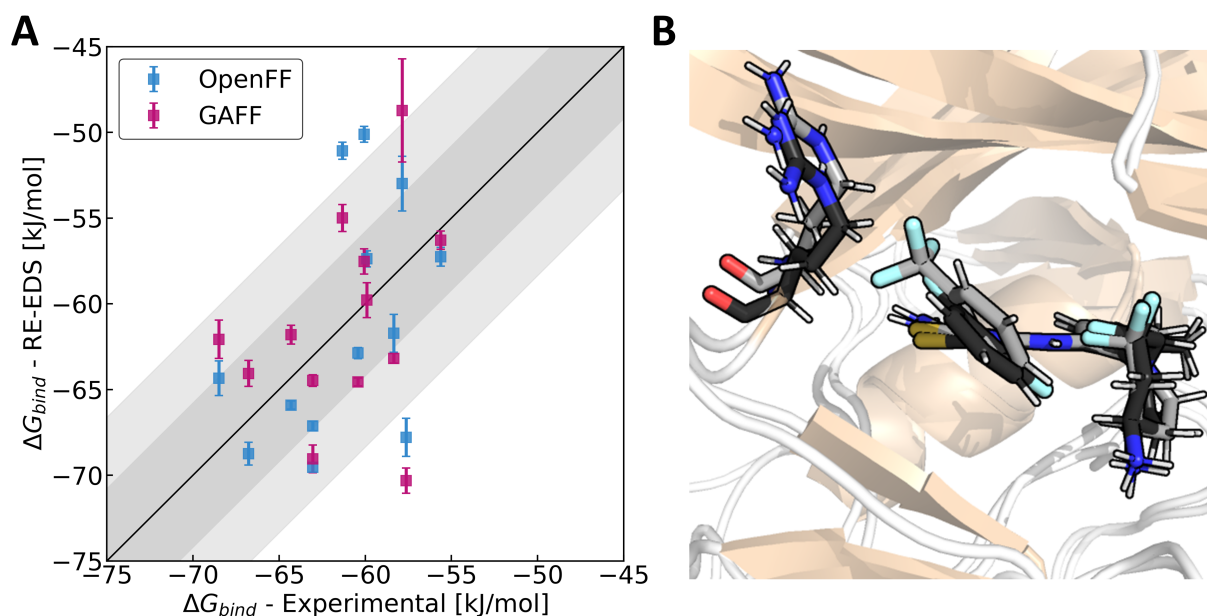 A
B
OpenFF
GAFF
ΔG_bind - RE-EDS [kJ/mol]
−45
−50
−55
−60
−65
−70
−75
−75 −70 −65 −60 −55 −50 −45
ΔG_bind - Experimental [kJ/mol]